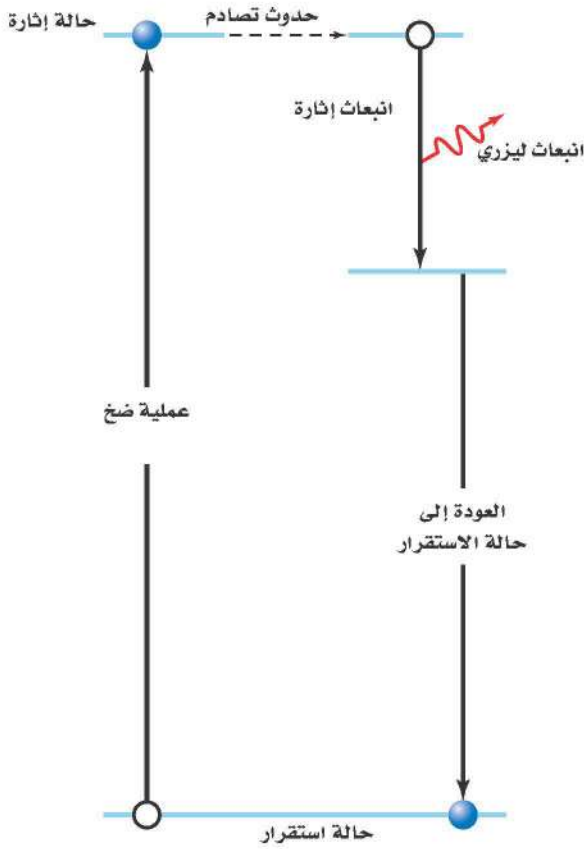 حدوث تصادم
حالة إثارة
انبعاث إثارة
انبعاث ليزري
عملية ضخ
العودة إلى
حالة الاستقرار
حالة استقرار